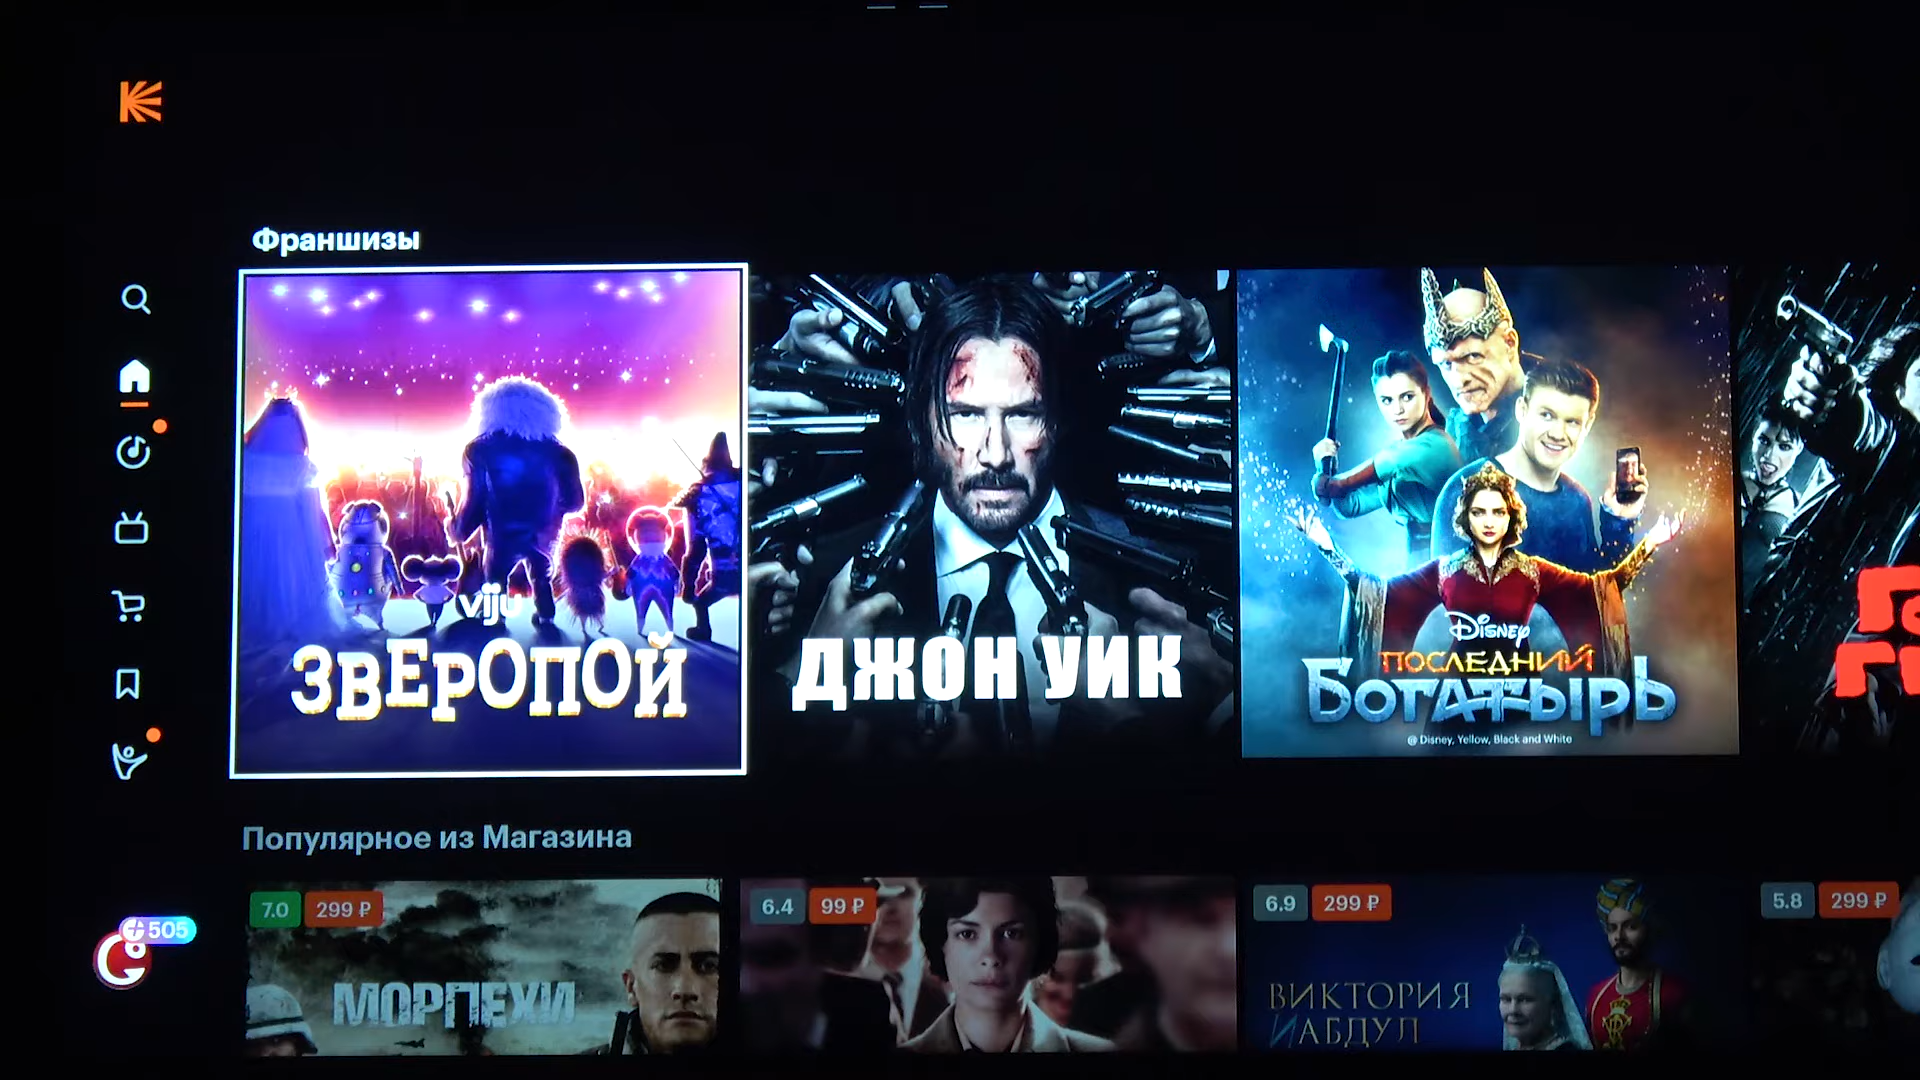 Франшизы
viju
ЗВЕРОПОЙ
ДЖОН УИК
Disney
ПОСЛЕДНИЙ
БОГАТЫРЬ
@ Disney, Yellow, Black and White
Популярное из Магазина
7.0 299 ₽
МОРПЕХИ
6.4 99 ₽
6.9 299 ₽
ВИКТОРИЯ
И АБДУЛ
5.8 299 ₽
505